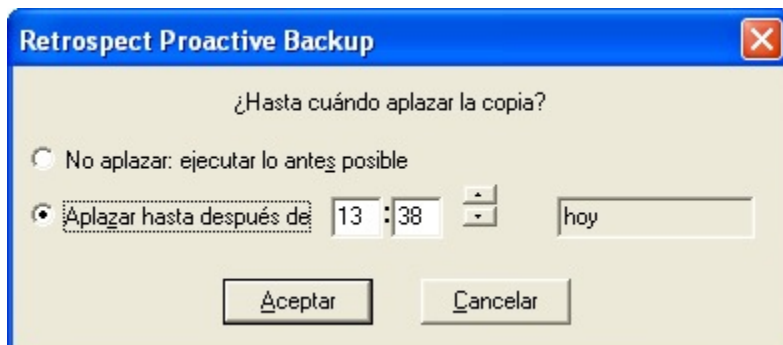 Retrospect Proactive Backup
¿Hasta cuándo aplazar la copia?
No aplazar: ejecutar lo antes posible
Aplazar hasta después de 13:38 hoy
Aceptar Cancelar